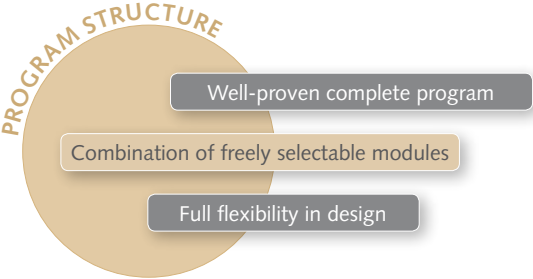 PROGRAM STRUCTURE
Well-proven complete program
Combination of freely selectable modules
Full flexibility in design